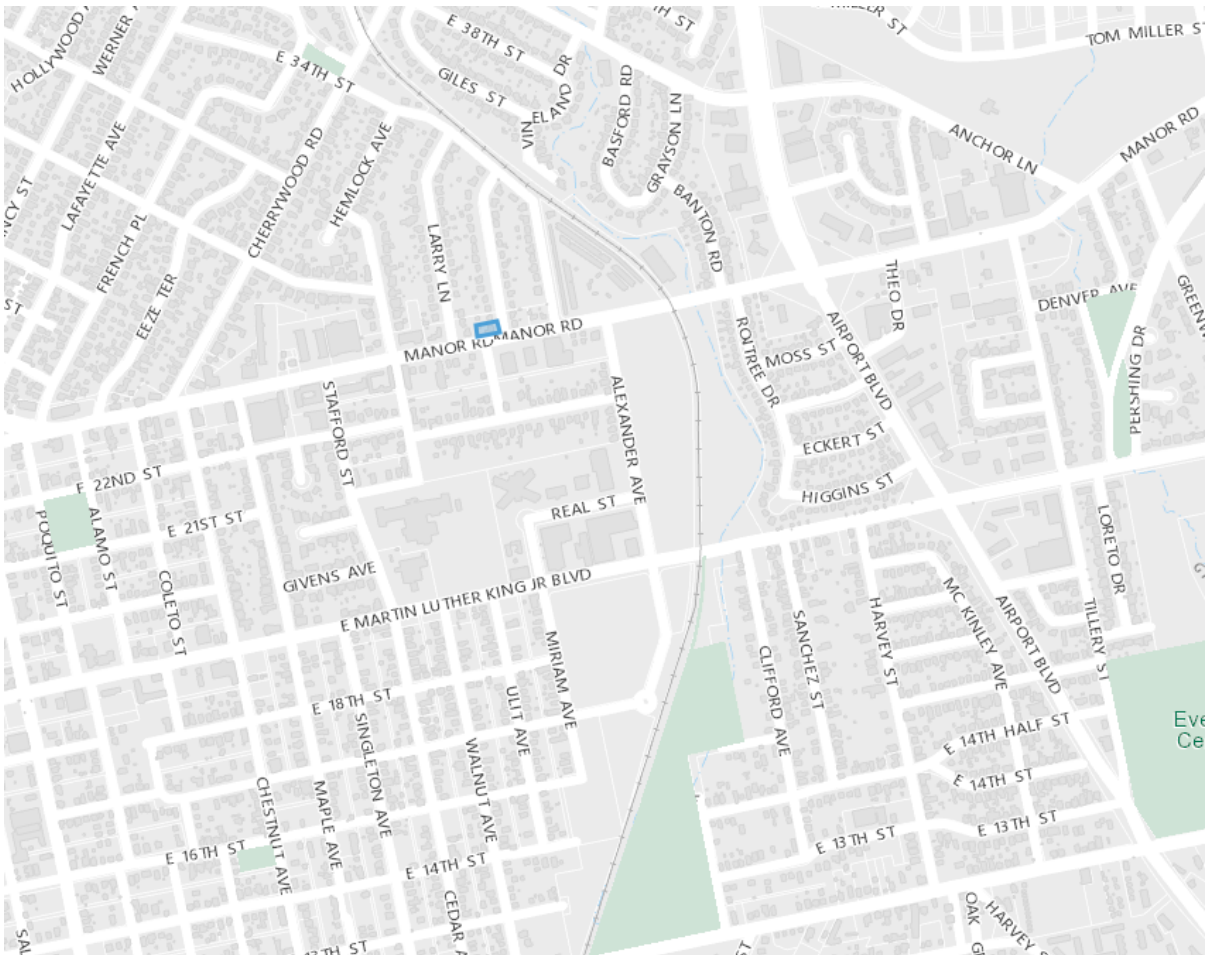 TOM MILLER ST
HOLLYWOOD
WERNER
E 38TH ST
E 34TH ST
GILES ST
VINELAND DR
BASFORD RD
GRAYSON LN
ANCHOR LN
MANOR RD
LAFAYETTE AVE
CHERRYWOOD RD
HEMLOCK AVE
BANTON RD
FRENCH PL
LARRY LN
EEZE TER
THEO DR
DENVER AVE
ST
MANOR RD
MANOR RD
ROUNTREE DR
MOSS ST
AIRPORT BLVD
PERSHING DR
STAFFORD ST
ALEXANDER AVE
ECKERT ST
E 22ND ST
HIGGINS ST
REAL ST
POQUITO ST
ALAMO ST
E 21ST ST
LORETO DR
COLETO ST
GIVENS AVE
E MARTIN LUTHER KING JR BLVD
MC KINLEY AVE
AIRPORT BLVD
TILLERY ST
HARVEY ST
SANCHEZ ST
MIRIAM AVE
CLIFFORD AVE
E 18TH ST
ULIT AVE
SINGLETON AVE
WALNUT AVE
E 14TH HALF ST
E 14TH ST
CHESTNUT AVE
MAPLE AVE
E 13TH ST
E 13TH ST
E 16TH ST
E 14TH ST
CEDAR
OAK
HARVEY
ST